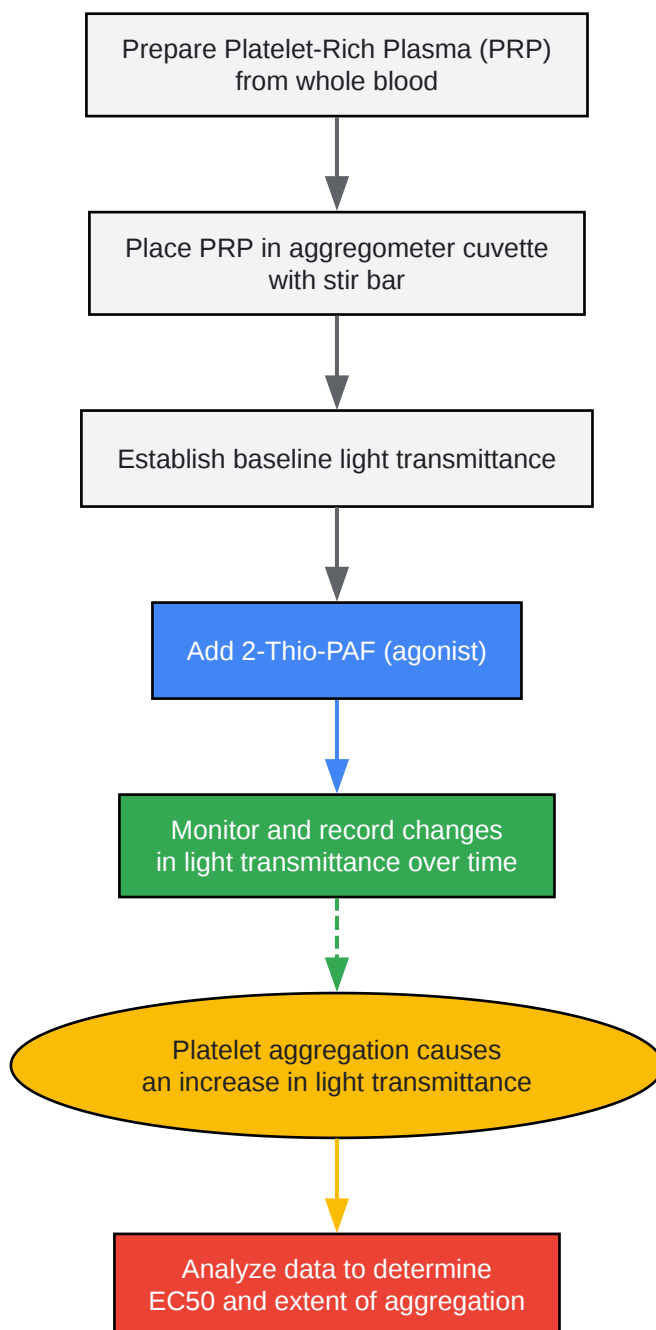 Prepare Platelet-Rich Plasma (PRP)
from whole blood
Place PRP in aggregometer cuvette
with stir bar
Establish baseline light transmittance
Add 2-Thio-PAF (agonist)
Monitor and record changes
in light transmittance over time
Platelet aggregation causes
an increase in light transmittance
Analyze data to determine
EC50 and extent of aggregation